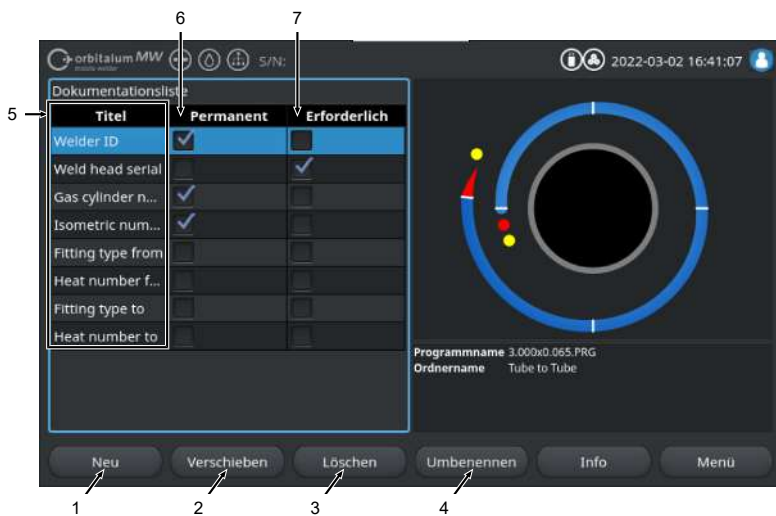 6 7
orbitalum MW S/N: 2022-03-02 16:41:07
mobile welder
Dokumentationsliste
5
Titel Permanent Erforderlich
Welder ID
Weld head serial
Gas cylinder n...
Isometric num...
Fitting type from
Heat number f...
Fitting type to
Heat number to
Programmname 3.000x0.065.PRG
Ordnername Tube to Tube
Neu Verschieben Löschen Umbenennen Info Menü
1 2 3 4